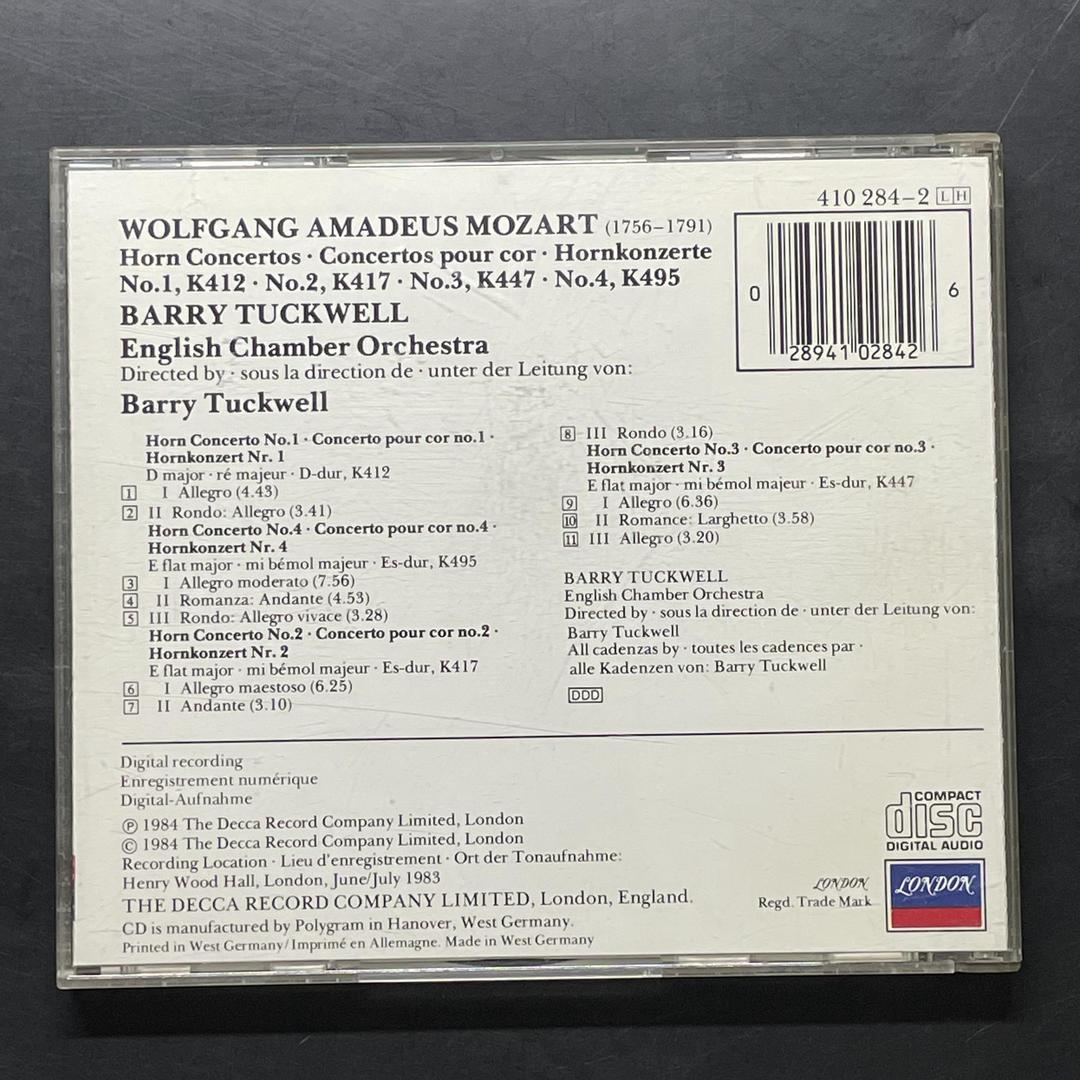 410 284-2 LH
WOLFGANG AMADEUS MOZART (1756-1791)
Horn Concertos · Concertos pour cor · Hornkonzerte
No.1, K412 · No.2, K417 · No.3, K447 · No.4, K495
BARRY TUCKWELL
English Chamber Orchestra
Directed by · sous la direction de · unter der Leitung von:
Barry Tuckwell
0 28941 02842 6
Horn Concerto No.1 · Concerto pour cor no.1 ·
Hornkonzert Nr. 1
D major · ré majeur · D-dur, K412
1 I Allegro (4.43)
2 II Rondo: Allegro (3.41)
Horn Concerto No.4 · Concerto pour cor no.4 ·
Hornkonzert Nr. 4
E flat major · mi bémol majeur · Es-dur, K495
3 I Allegro moderato (7.56)
4 II Romanza: Andante (4.53)
5 III Rondo: Allegro vivace (3.28)
Horn Concerto No.2 · Concerto pour cor no.2 ·
Hornkonzert Nr. 2
E flat major · mi bémol majeur · Es-dur, K417
6 I Allegro maestoso (6.25)
7 II Andante (3.10)
8 III Rondo (3.16)
Horn Concerto No.3 · Concerto pour cor no.3 ·
Hornkonzert Nr. 3
E flat major · mi bémol majeur · Es-dur, K447
9 I Allegro (6.36)
10 II Romance: Larghetto (3.58)
11 III Allegro (3.20)
BARRY TUCKWELL
English Chamber Orchestra
Directed by · sous la direction de · unter der Leitung von:
Barry Tuckwell
All cadenzas by · toutes les cadences par ·
alle Kadenzen von: Barry Tuckwell
DDD
Digital recording
Enregistrement numérique
Digital-Aufnahme
Ⓟ 1984 The Decca Record Company Limited, London
© 1984 The Decca Record Company Limited, London
Recording Location · Lieu d'enregistrement · Ort der Tonaufnahme:
Henry Wood Hall, London, June/July 1983
THE DECCA RECORD COMPANY LIMITED, London, England.
CD is manufactured by Polygram in Hanover, West Germany.
Printed in West Germany/Imprimé en Allemagne. Made in West Germany
COMPACT
disc
DIGITAL AUDIO
LONDON
Regd. Trade Mark
LONDON